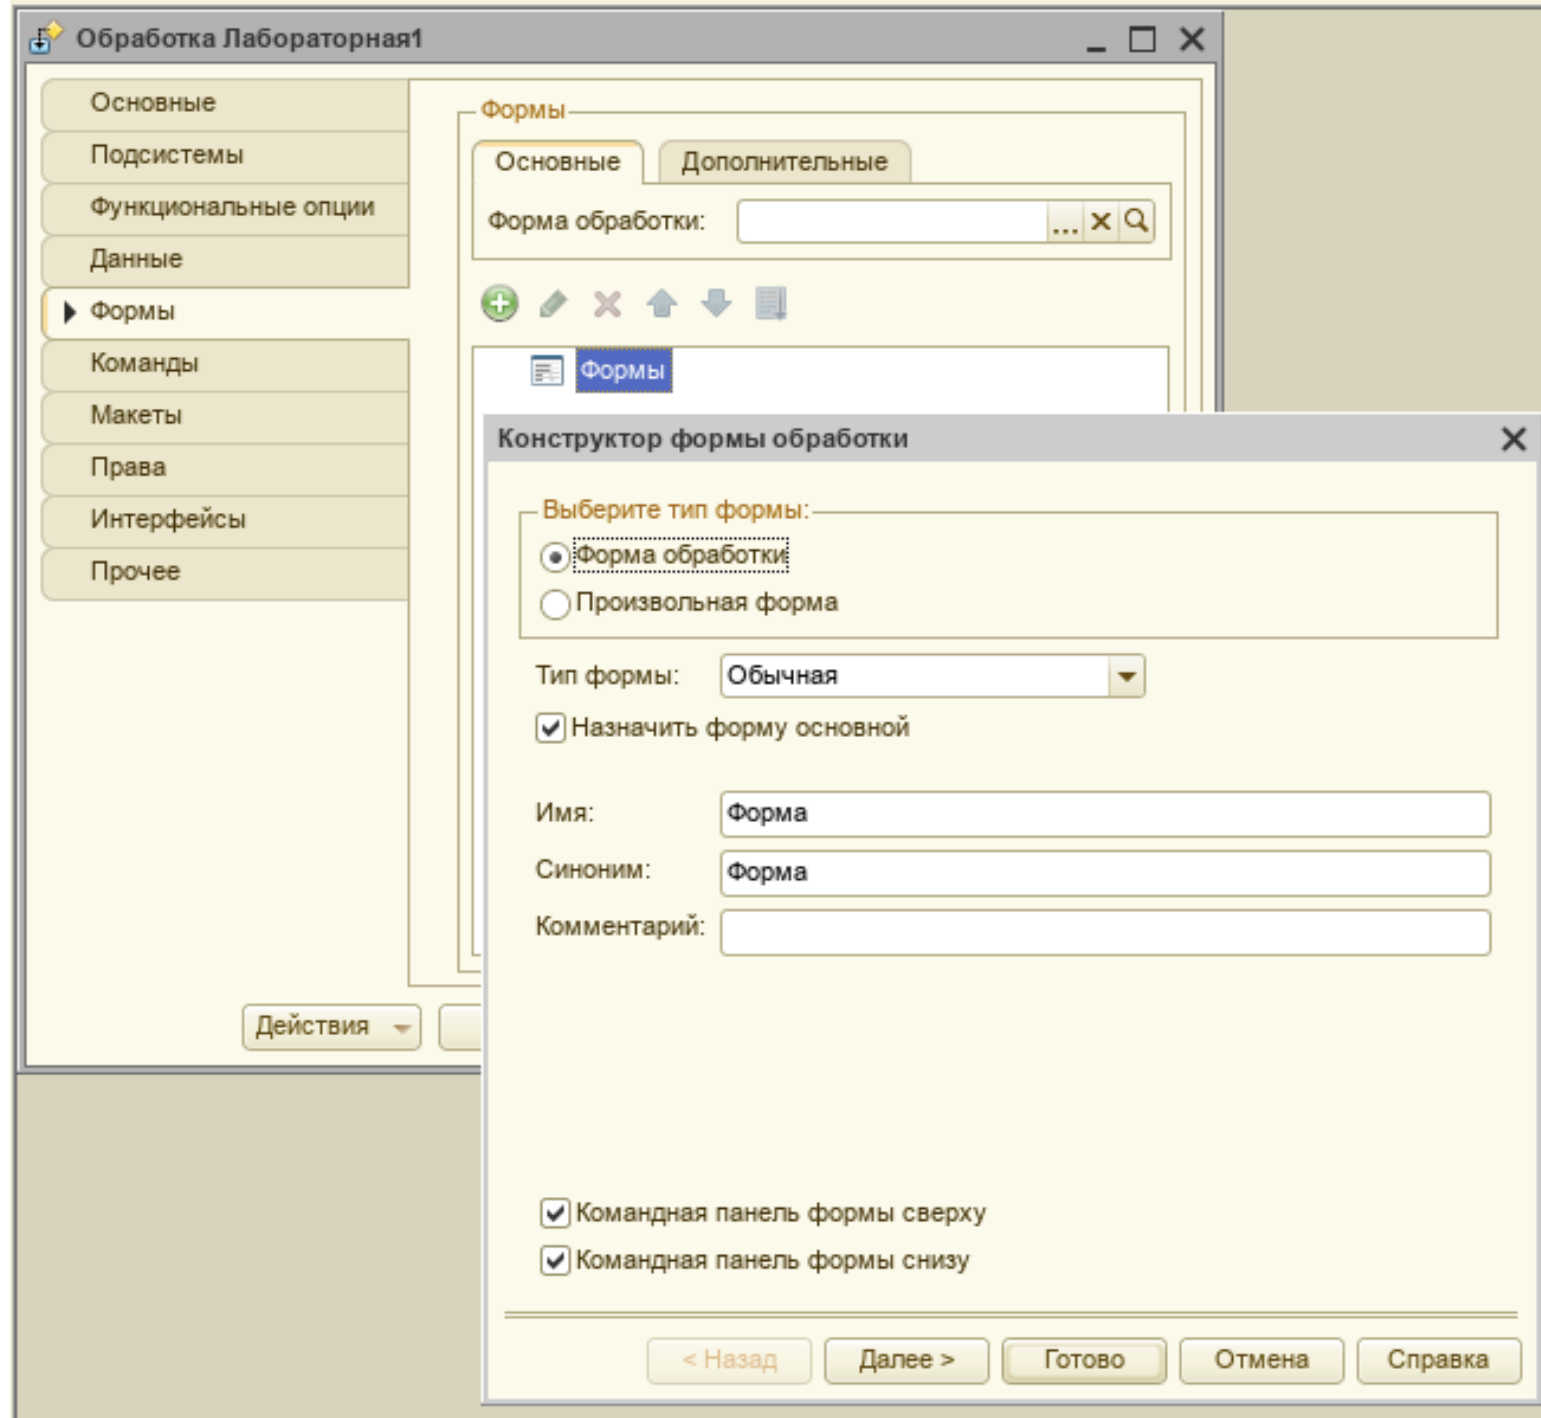 Обработка Лабораторная1
Основные
Подсистемы
Функциональные опции
Данные
Формы
Команды
Макеты
Права
Интерфейсы
Прочее
Формы
Основные Дополнительные
Форма обработки: ...
Формы
Действия
Конструктор формы обработки
Выберите тип формы:
Форма обработки
Произвольная форма
Тип формы: Обычная
Назначить форму основной
Имя: Форма
Синоним: Форма
Комментарий:
Командная панель формы сверху
Командная панель формы снизу
< Назад Далее > Готово Отмена Справка